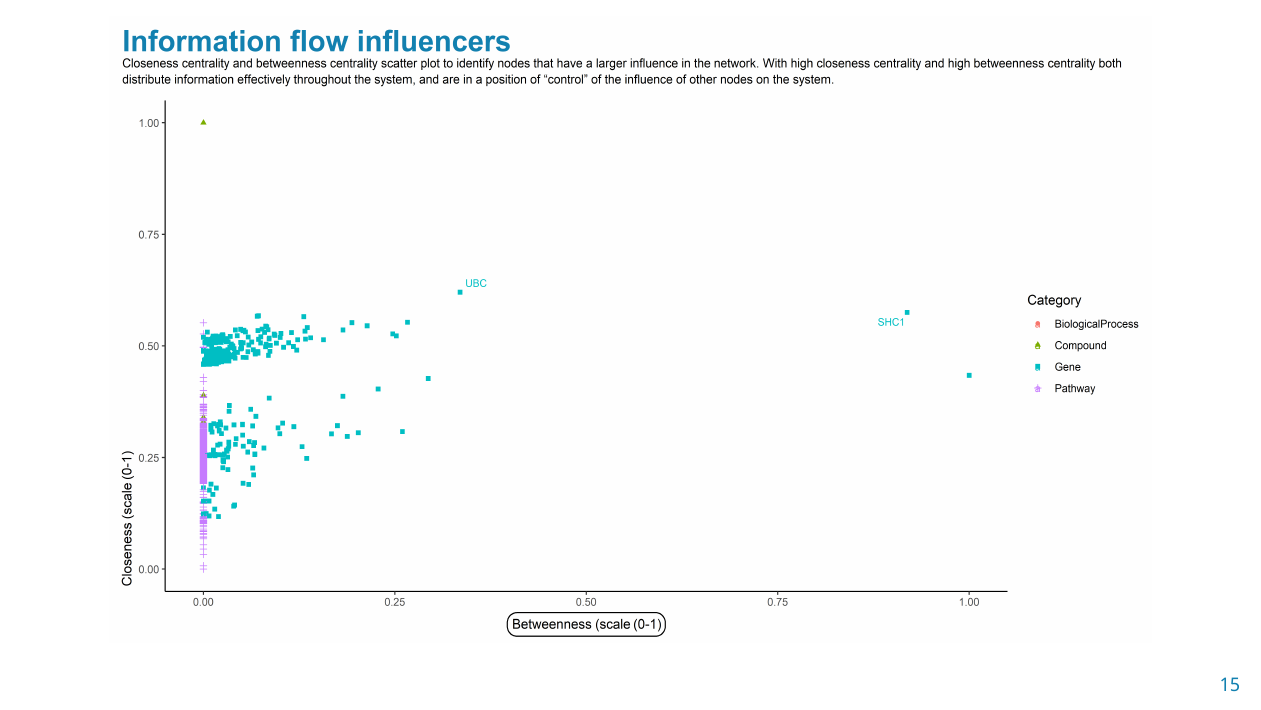 Information flow influencers
Closeness centrality and betweenness centrality scatter plot to identify nodes that have a larger influence in the network. With high closeness centrality and high betweenness centrality both
distribute information effectively throughout the system, and are in a position of “control” of the influence of other nodes on the system.
1.00
0.75
0.50
0.25
0.00
Closeness (scale (0-1)
UBC
SHC1
Category
BiologicalProcess
Compound
Gene
Pathway
0.00 0.25 0.50 0.75 1.00
Betweenness (scale (0-1)
15